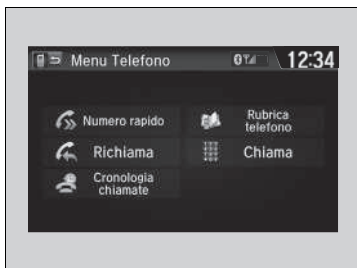 Menu Telefono
12:34
Numero rapido
Rubrica
telefono
Richiama
Chiama
Cronologia
chiamate